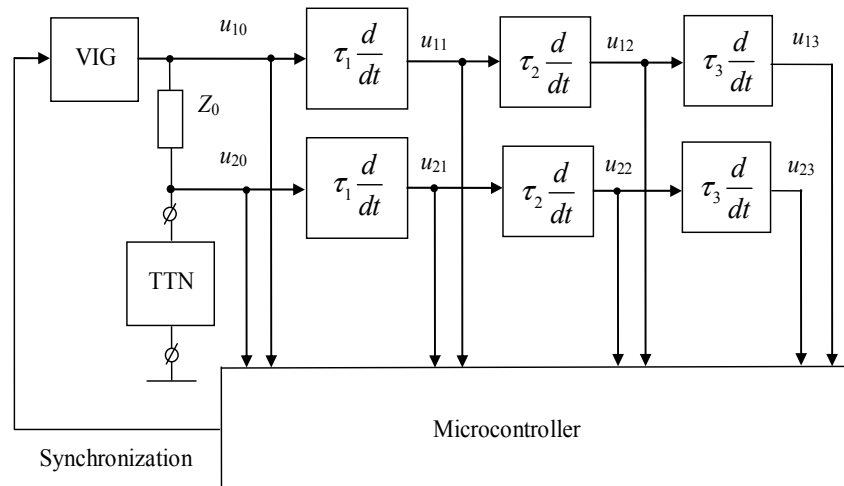 u₁₀
VIG
τ₁ d/dt
u₁₁
τ₂ d/dt
u₁₂
τ₃ d/dt
u₁₃
Z₀
u₂₀
τ₁ d/dt
u₂₁
τ₂ d/dt
u₂₂
τ₃ d/dt
u₂₃
TTN
Microcontroller
Synchronization